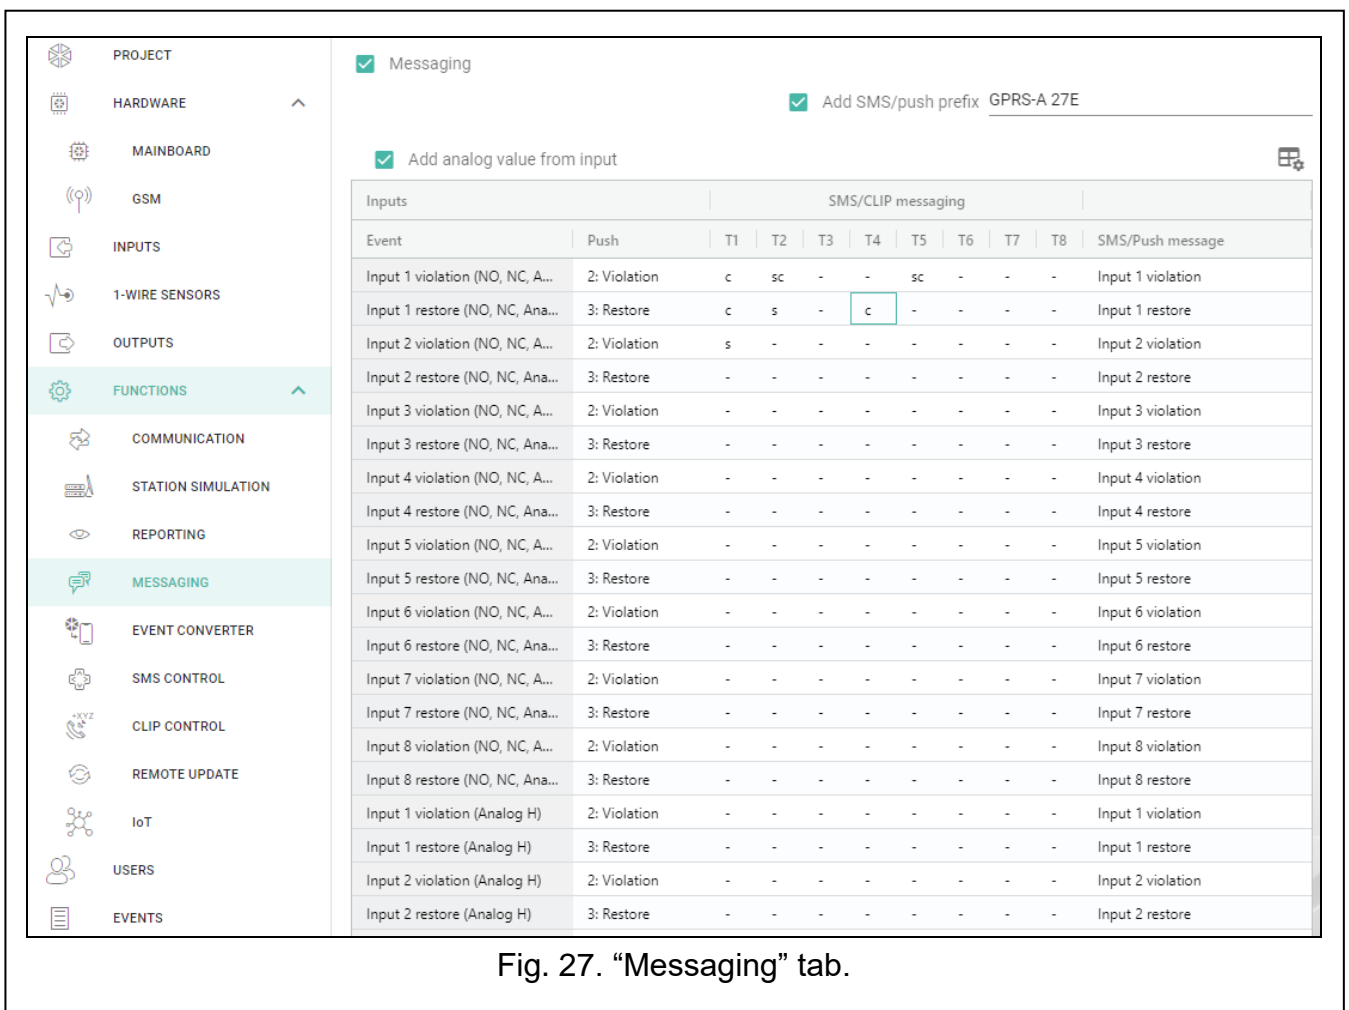 PROJECT
HARDWARE
MAINBOARD
GSM
INPUTS
1-WIRE SENSORS
OUTPUTS
FUNCTIONS
COMMUNICATION
STATION SIMULATION
REPORTING
MESSAGING
EVENT CONVERTER
SMS CONTROL
+XYZ
CLIP CONTROL
REMOTE UPDATE
IoT
USERS
EVENTS
Messaging
Add SMS/push prefix GPRS-A 27E
Add analog value from input
Inputs SMS/CLIP messaging
Event Push T1 T2 T3 T4 T5 T6 T7 T8 SMS/Push message
Input 1 violation (NO, NC, A... 2: Violation c sc - - sc - - - Input 1 violation
Input 1 restore (NO, NC, Ana... 3: Restore c s - c - - - - Input 1 restore
Input 2 violation (NO, NC, A... 2: Violation s - - - - - - - Input 2 violation
Input 2 restore (NO, NC, Ana... 3: Restore - - - - - - - - Input 2 restore
Input 3 violation (NO, NC, A... 2: Violation - - - - - - - - Input 3 violation
Input 3 restore (NO, NC, Ana... 3: Restore - - - - - - - - Input 3 restore
Input 4 violation (NO, NC, A... 2: Violation - - - - - - - - Input 4 violation
Input 4 restore (NO, NC, Ana... 3: Restore - - - - - - - - Input 4 restore
Input 5 violation (NO, NC, A... 2: Violation - - - - - - - - Input 5 violation
Input 5 restore (NO, NC, Ana... 3: Restore - - - - - - - - Input 5 restore
Input 6 violation (NO, NC, A... 2: Violation - - - - - - - - Input 6 violation
Input 6 restore (NO, NC, Ana... 3: Restore - - - - - - - - Input 6 restore
Input 7 violation (NO, NC, A... 2: Violation - - - - - - - - Input 7 violation
Input 7 restore (NO, NC, Ana... 3: Restore - - - - - - - - Input 7 restore
Input 8 violation (NO, NC, A... 2: Violation - - - - - - - - Input 8 violation
Input 8 restore (NO, NC, Ana... 3: Restore - - - - - - - - Input 8 restore
Input 1 violation (Analog H) 2: Violation - - - - - - - - Input 1 violation
Input 1 restore (Analog H) 3: Restore - - - - - - - - Input 1 restore
Input 2 violation (Analog H) 2: Violation - - - - - - - - Input 2 violation
Input 2 restore (Analog H) 3: Restore - - - - - - - - Input 2 restore
Fig. 27. “Messaging” tab.